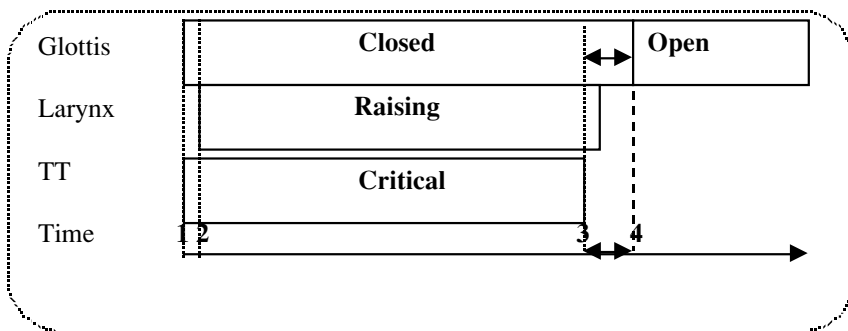 Glottis Closed Open
Larynx Raising
TT Critical
Time 1 2 3 4